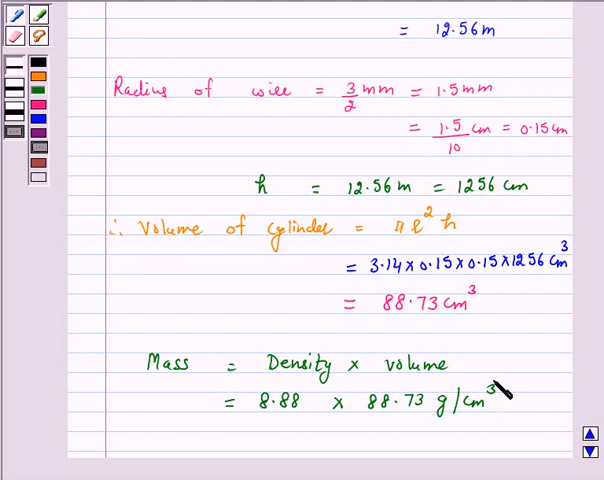 = 12.56 m
Radius of wire = 3/2 mm = 1.5 mm
= 1.5/10 cm = 0.15 cm
h = 12.56 m = 1256 cm
∴ Volume of cylinder = πr² h
= 3.14 × 0.15 × 0.15 × 1256 cm³
= 88.73 cm³
Mass = Density × volume
= 8.88 × 88.73 g/cm³